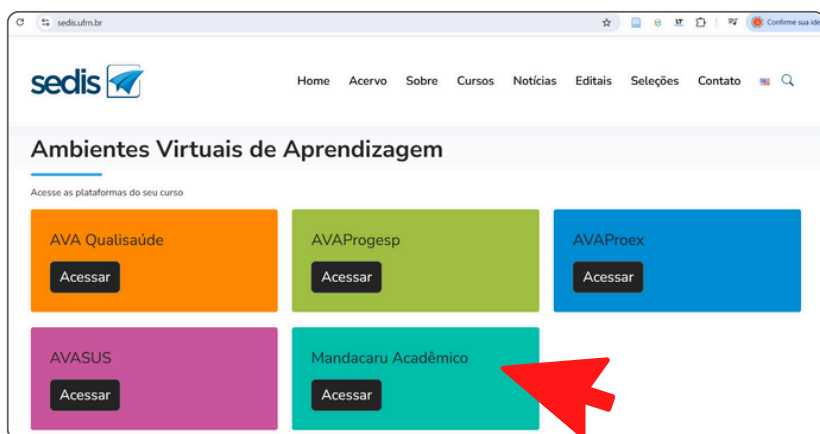 sedis.ufrn.br
Confirme sua ide
sedis
Home Acervo Sobre Cursos Notícias Editais Seleções Contato
Ambientes Virtuais de Aprendizagem
Acesse as plataformas do seu curso
AVA Qualisaúde
Acessar
AVAProgesp
Acessar
AVAProex
Acessar
AVASUS
Acessar
Mandacaru Acadêmico
Acessar